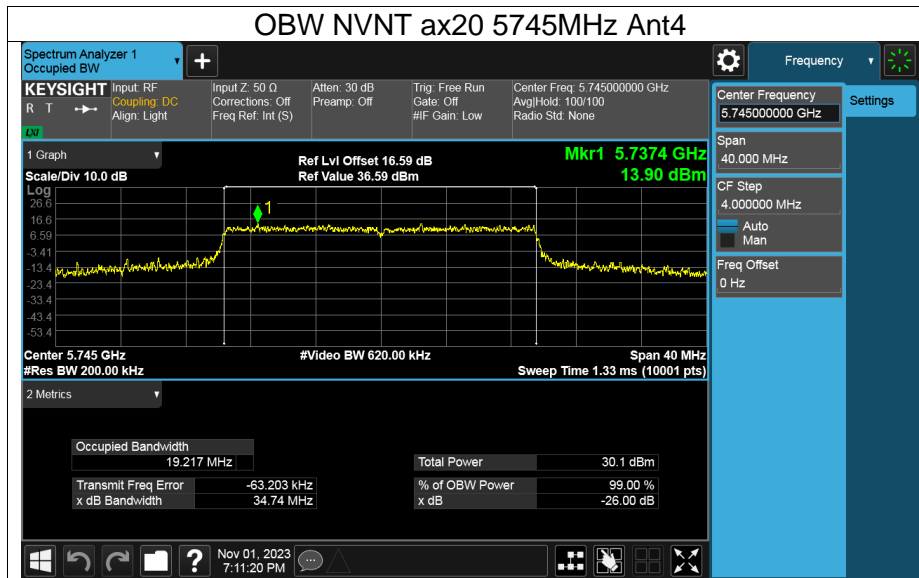 OBW NVNT ax20 5745MHz Ant4
Spectrum Analyzer 1
Occupied BW
+
Frequency
KEYSIGHT
R T
LXI
Input: RF
Coupling: DC
Align: Light
Input Z: 50 Ω
Corrections: Off
Freq Ref: Int (S)
Atten: 30 dB
Preamp: Off
Trig: Free Run
Gate: Off
#IF Gain: Low
Center Freq: 5.745000000 GHz
Avg|Hold: 100/100
Radio Std: None
Center Frequency
5.745000000 GHz
Settings
Span
40.000 MHz
CF Step
4.000000 MHz
Auto
Man
Freq Offset
0 Hz
1 Graph
Scale/Div 10.0 dB
Ref Lvl Offset 16.59 dB
Ref Value 36.59 dBm
Mkr1 5.7374 GHz
13.90 dBm
Log
26.6
16.6
6.59
-3.41
-13.4
-23.4
-33.4
-43.4
-53.4
1
Center 5.745 GHz
#Res BW 200.00 kHz
#Video BW 620.00 kHz
Span 40 MHz
Sweep Time 1.33 ms (10001 pts)
2 Metrics
Occupied Bandwidth
19.217 MHz
Transmit Freq Error -63.203 kHz
x dB Bandwidth 34.74 MHz
Total Power 30.1 dBm
% of OBW Power 99.00 %
x dB -26.00 dB
?
Nov 01, 2023
7:11:20 PM